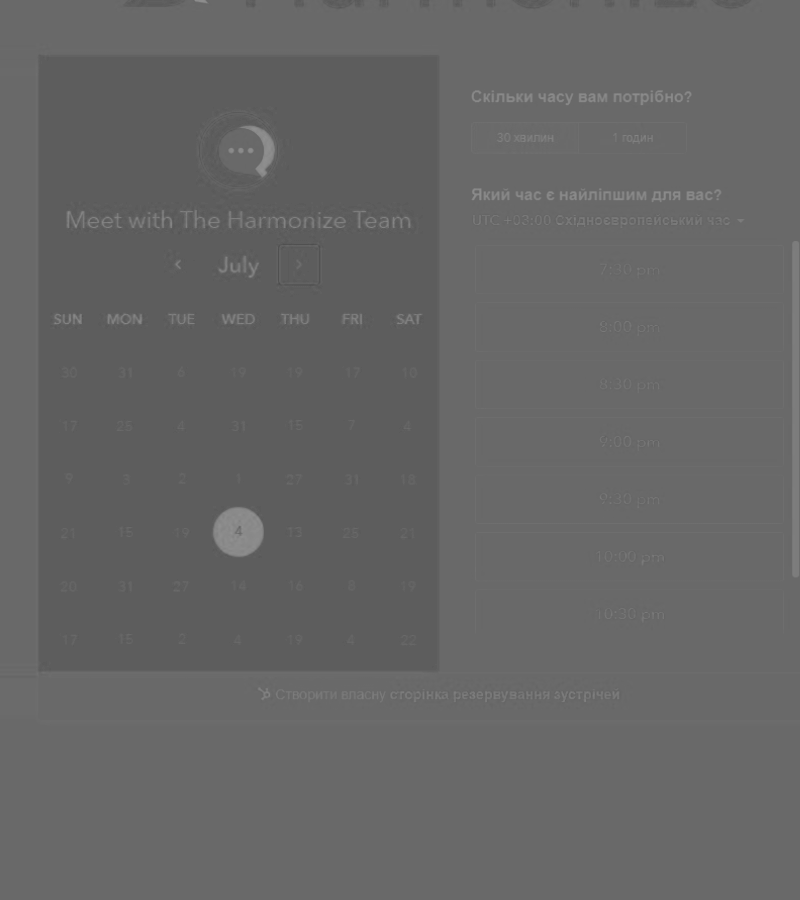 Harmonize
Meet with The Harmonize Team
July
SUN MON TUE WED THU FRI SAT
30 31 6 19 19 17 18
17 25 4 31 15 7 4
9 3 2 1 27 31 18
21 15 19 4 13 25 21
20 31 27 14 16 8 19
17 15 2 4 19 4 22
Скільки часу вам потрібно?
30 хвилин 1 годин
Який час є найліпшим для вас?
UTC +03:00 Східноєвропейський час
7:30 pm
8:00 pm
8:30 pm
9:00 pm
9:30 pm
10:00 pm
10:30 pm
Створити власну сторінка резервування зустрічей